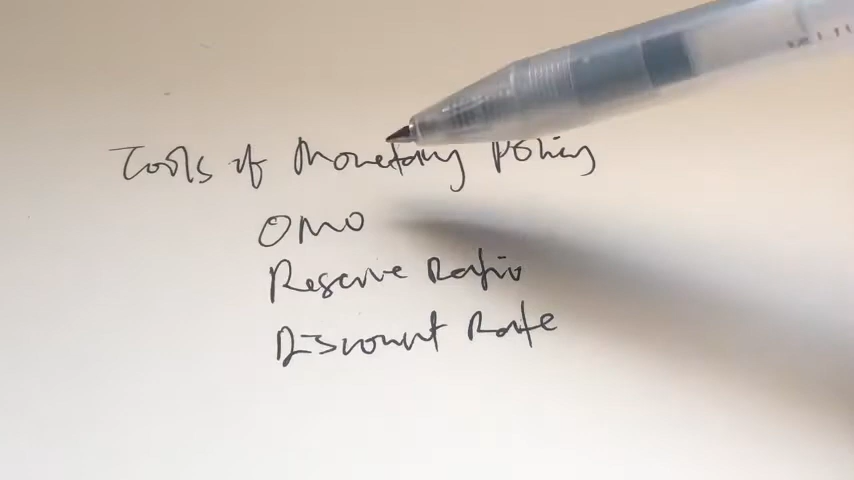 Tools of Monetary Policy
OMO
Reserve Ratio
Discount Rate